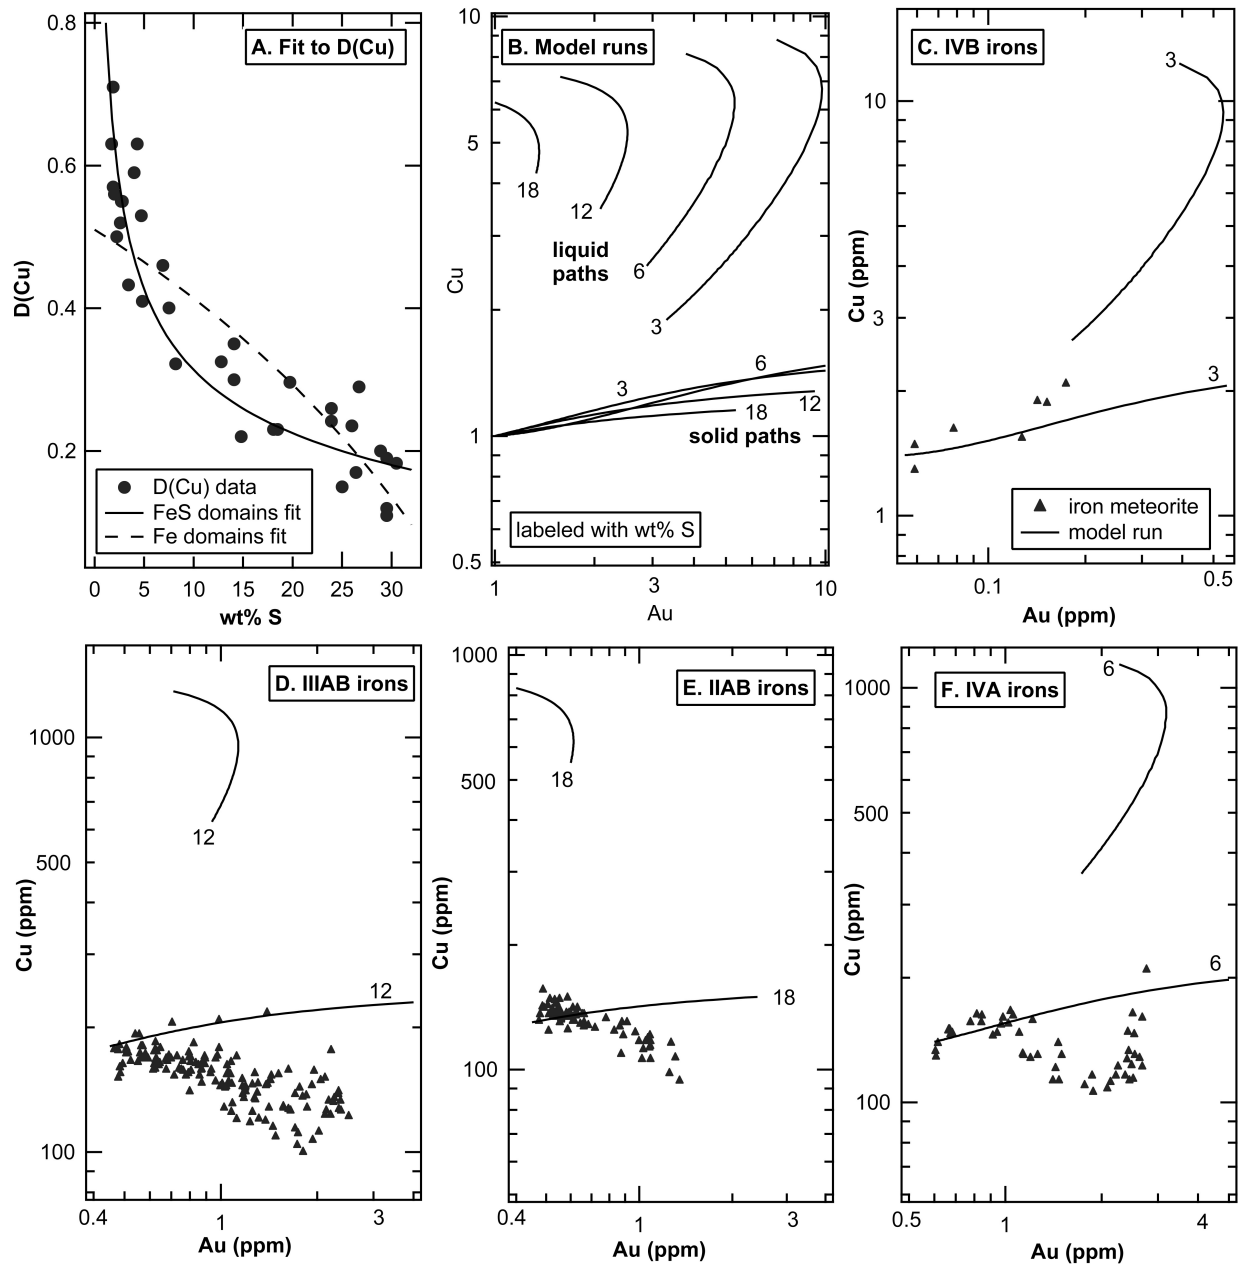 A. Fit to D(Cu)
0.8
0.6
0.4
0.2
D(Cu)
D(Cu) data
FeS domains fit
Fe domains fit
0 5 10 15 20 25 30
wt% S
B. Model runs
10
5
1
0.5
Cu
18
12
6
3
liquid
paths
3
6
12
18
solid paths
labeled with wt% S
1 3 10
Au
C. IVB irons
10
3
1
Cu (ppm)
3
3
iron meteorite
model run
0.1 0.5
Au (ppm)
D. IIIAB irons
1000
500
100
Cu (ppm)
12
12
0.4 1 3
Au (ppm)
E. IIAB irons
1000
500
100
Cu (ppm)
18
18
0.4 1 3
Au (ppm)
F. IVA irons
1000
500
100
Cu (ppm)
6
6
0.5 1 4
Au (ppm)